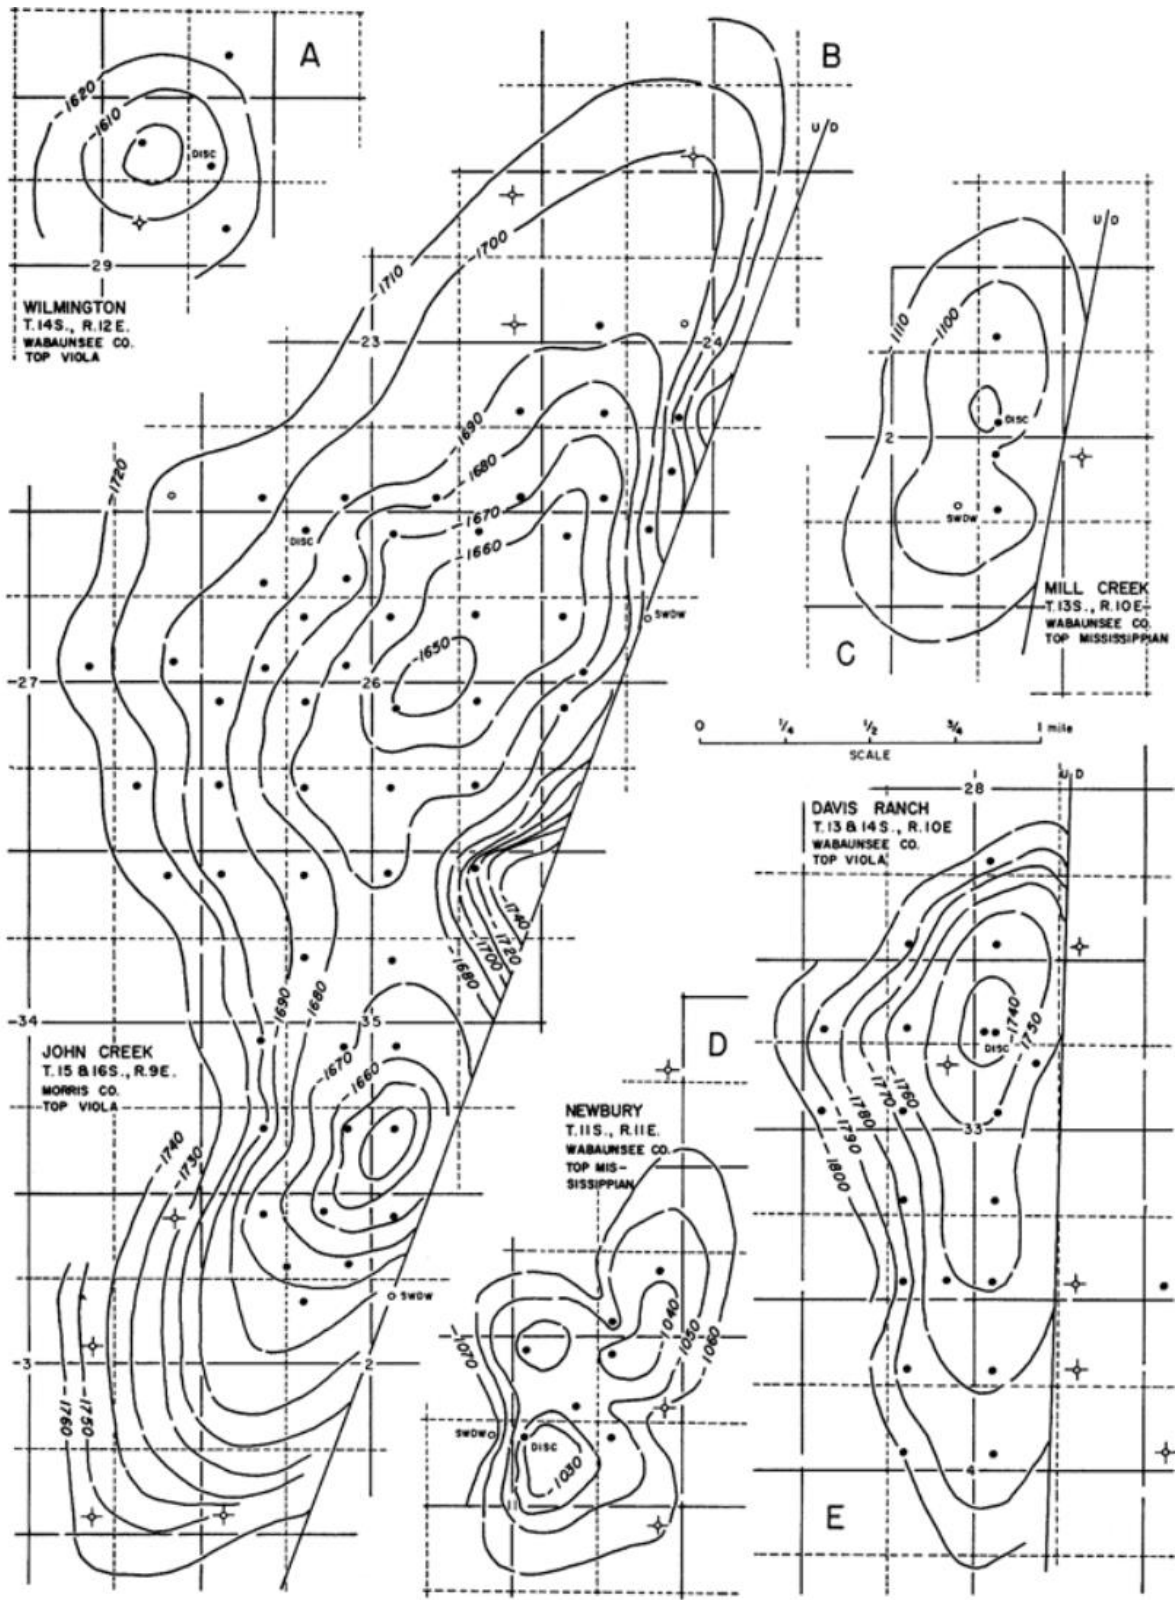 A
-1620
-1610
DISC
29
WILMINGTON
T. 14S., R. 12 E.
WABAUNSEE CO.
TOP VIOLA
B
U/D
-1710
-1700
23
24
-1690
-1680
-1720
-1670
-1660
DISC
SWDW
-1650
27
26
-1740
-1720
-1700
-1680
-1690
-1680
34
35
JOHN CREEK
T. 15 & 16S., R. 9E.
MORRIS CO.
TOP VIOLA
-1670
-1660
-1740
-1730
SWDW
3
2
-1760
-1750
U/D
-1110
-1100
DISC
2
SWDW
MILL CREEK
T. 13S., R. 10E
WABAUNSEE CO.
TOP MISSISSIPPIAN
C
0 1/4 1/2 3/4 1 mile
SCALE
D
NEWBURY
T. 11S., R. 11E.
WABAUNSEE CO.
TOP MIS-
SISSIPPIAN
-1040
-1050
-1060
-1070
SWDW
DISC
-1030
11
U D
28
DAVIS RANCH
T. 13 & 14S., R. 10E
WABAUNSEE CO.
TOP VIOLA
-1740
-1750
DISC
-1760
-1770
-1780
-1790
-1800
33
4
E